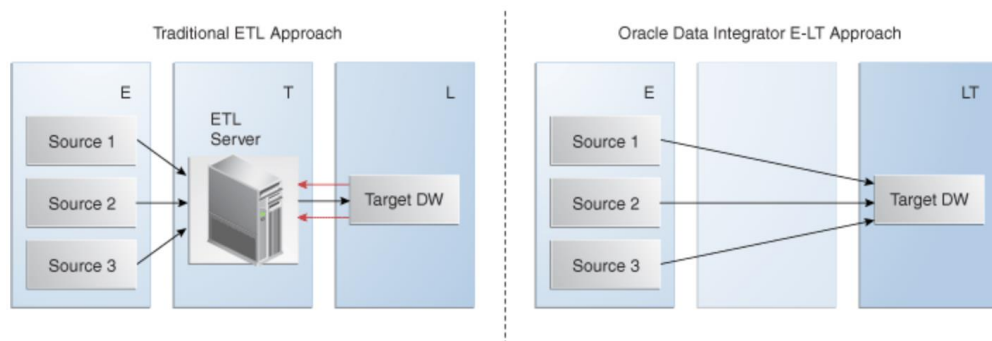 Traditional ETL Approach
E
T
L
ETL
Server
Source 1
Source 2
Source 3
Target DW
Oracle Data Integrator E-LT Approach
E
LT
Source 1
Source 2
Source 3
Target DW